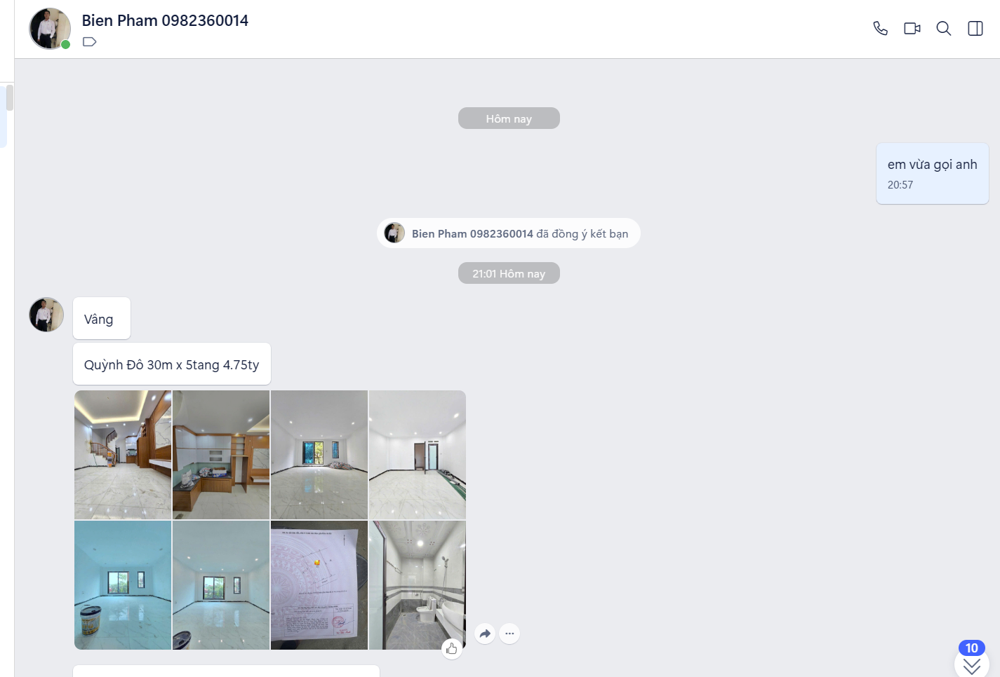 Bien Pham 0982360014
Hôm nay
em vừa gọi anh
20:57
Bien Pham 0982360014 đã đồng ý kết bạn
21:01 Hôm nay
Vâng
Quỳnh Đô 30m x 5tang 4.75ty
10